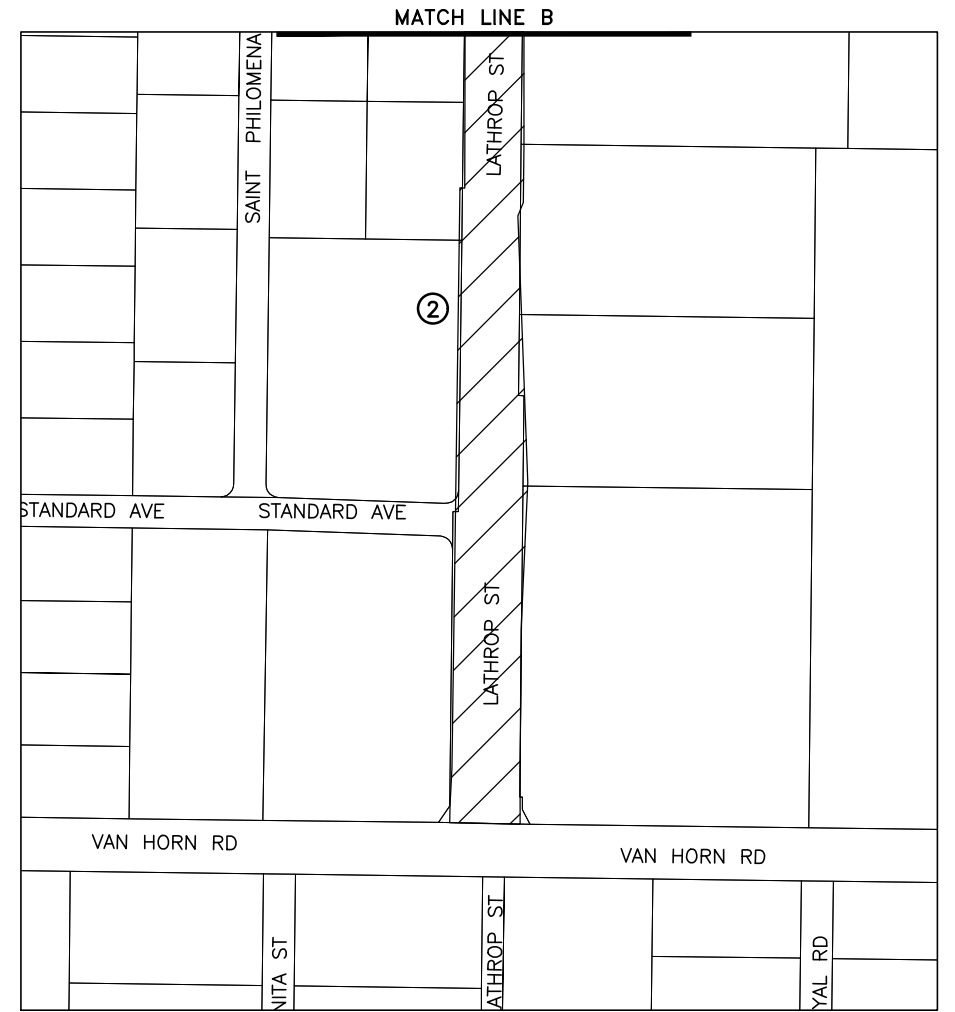 MATCH LINE B
SAINT PHILOMENA
LATHROP ST
2
STANDARD AVE
STANDARD AVE
LATHROP ST
VAN HORN RD
VAN HORN RD
NITA ST
ATHROP ST
YAL RD